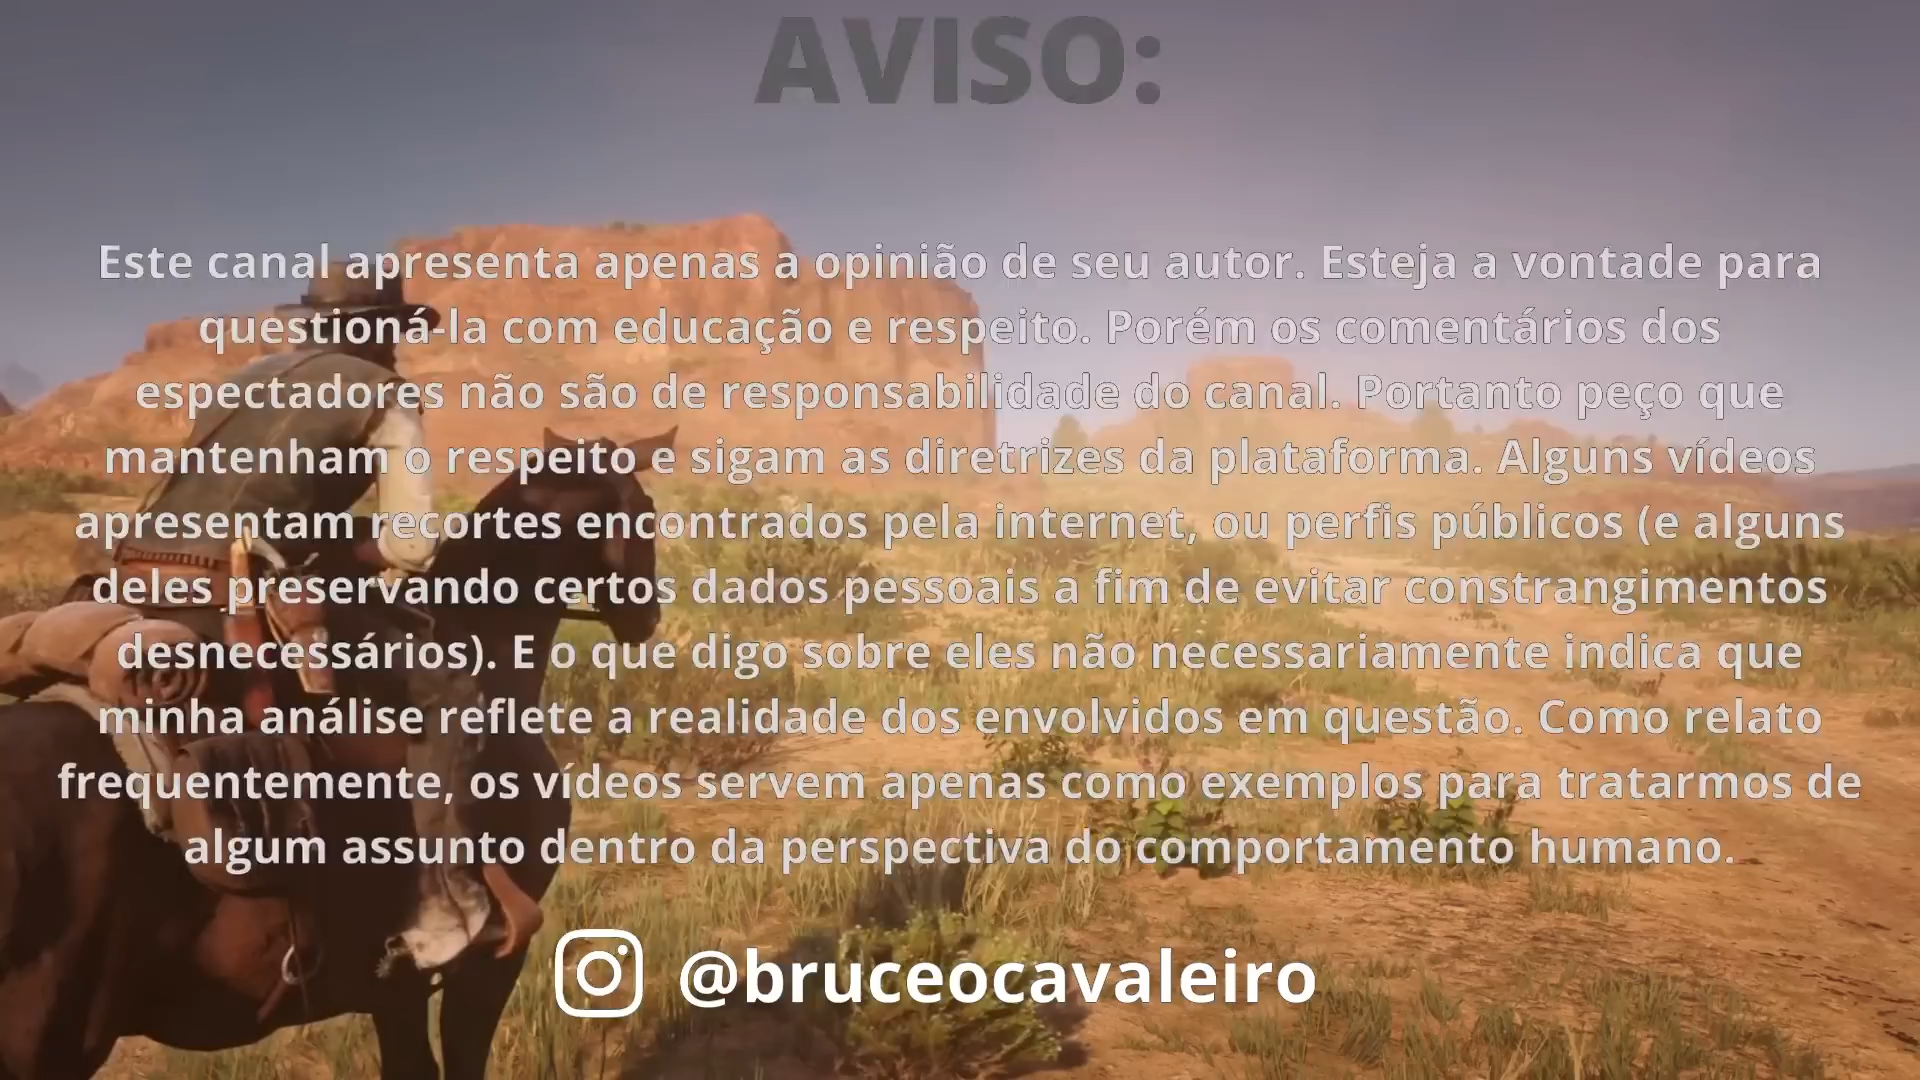 AVISO:
Este canal apresenta apenas a opinião de seu autor. Esteja a vontade para
questioná-la com educação e respeito. Porém os comentários dos
espectadores não são de responsabilidade do canal. Portanto peço que
mantenham o respeito e sigam as diretrizes da plataforma. Alguns vídeos
apresentam recortes encontrados pela internet, ou perfis públicos (e alguns
deles preservando certos dados pessoais a fim de evitar constrangimentos
desnecessários). E o que digo sobre eles não necessariamente indica que
minha análise reflete a realidade dos envolvidos em questão. Como relato
frequentemente, os vídeos servem apenas como exemplos para tratarmos de
algum assunto dentro da perspectiva do comportamento humano.
@bruceocavaleiro